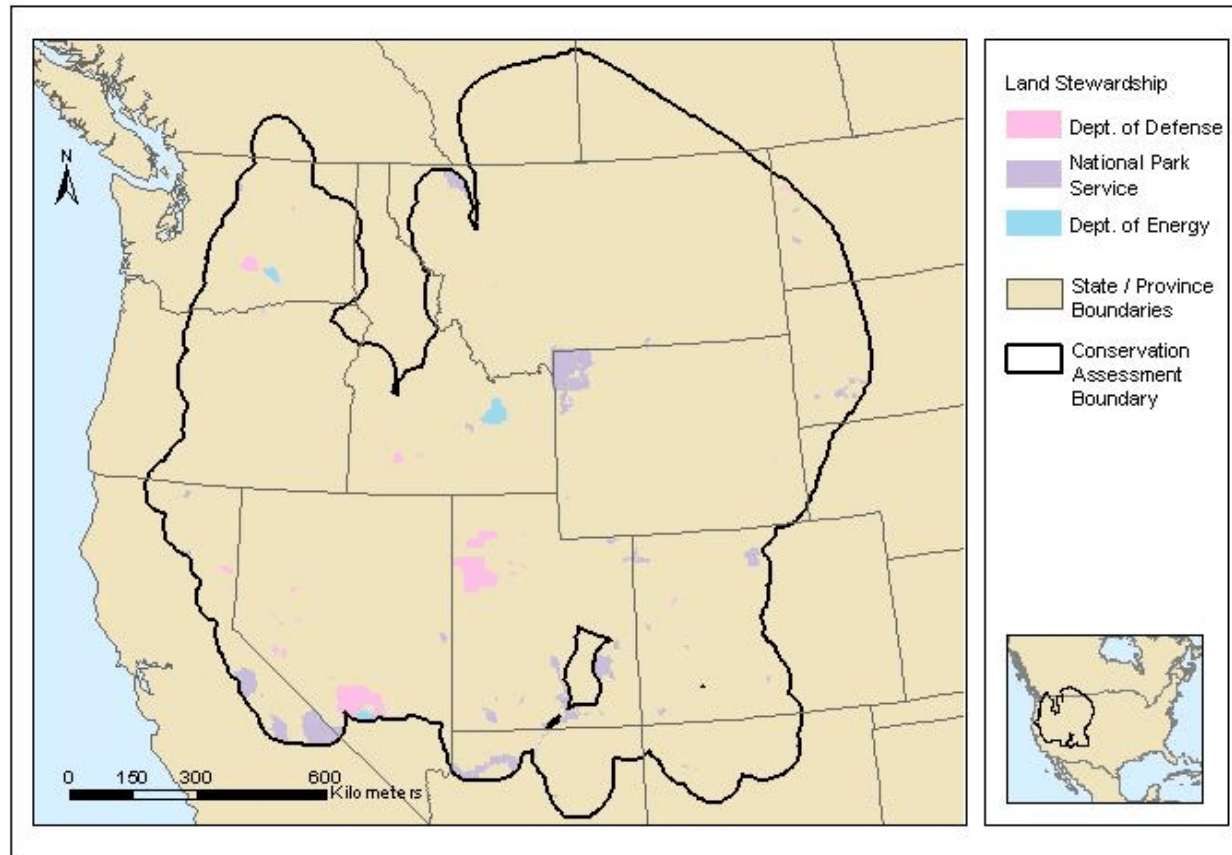 N
0 150 300 600
Kilometers
Land Stewardship
Dept. of Defense
National Park
Service
Dept. of Energy
State / Province
Boundaries
Conservation
Assessment
Boundary